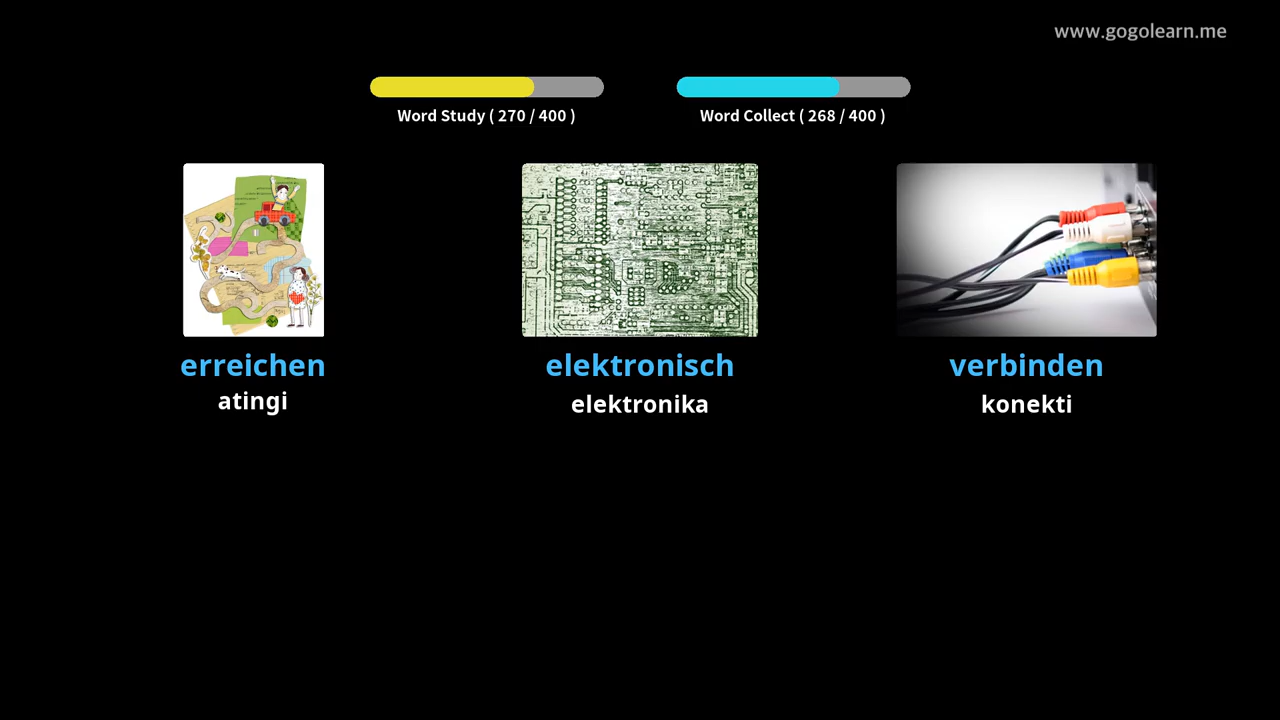 www.gogolearn.me
Word Study ( 270 / 400 )
Word Collect ( 268 / 400 )
erreichen
atingi
elektronisch
elektronika
verbinden
konekti